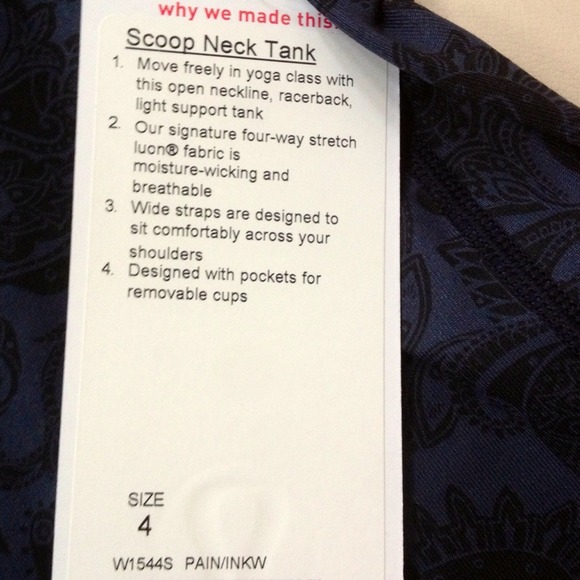 why we made this:
Scoop Neck Tank
1. Move freely in yoga class with
this open neckline, racerback,
light support tank
2. Our signature four-way stretch
luon® fabric is
moisture-wicking and
breathable
3. Wide straps are designed to
sit comfortably across your
shoulders
4. Designed with pockets for
removable cups
SIZE
4
W1544S PAIN/INKW